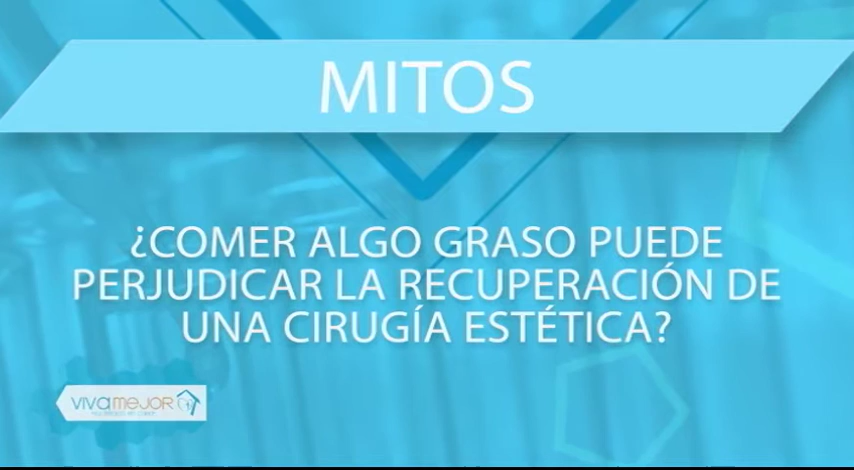 MITOS
¿COMER ALGO GRASO PUEDE
PERJUDICAR LA RECUPERACIÓN DE
UNA CIRUGÍA ESTÉTICA?
VIVAMEJOR